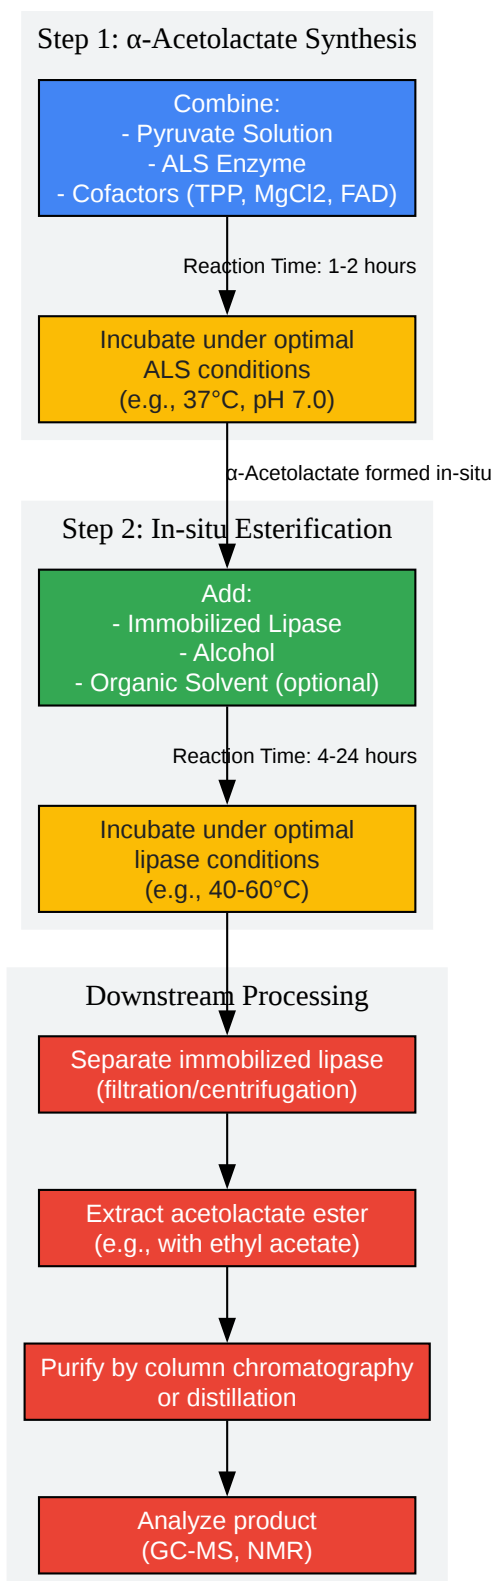 Step 1: α-Acetolactate Synthesis
Combine:
- Pyruvate Solution
- ALS Enzyme
- Cofactors (TPP, MgCl2, FAD)
Reaction Time: 1-2 hours
Incubate under optimal
ALS conditions
(e.g., 37°C, pH 7.0)
α-Acetolactate formed in-situ
Step 2: In-situ Esterification
Add:
- Immobilized Lipase
- Alcohol
- Organic Solvent (optional)
Reaction Time: 4-24 hours
Incubate under optimal
lipase conditions
(e.g., 40-60°C)
Downstream Processing
Separate immobilized lipase
(filtration/centrifugation)
Extract acetolactate ester
(e.g., with ethyl acetate)
Purify by column chromatography
or distillation
Analyze product
(GC-MS, NMR)